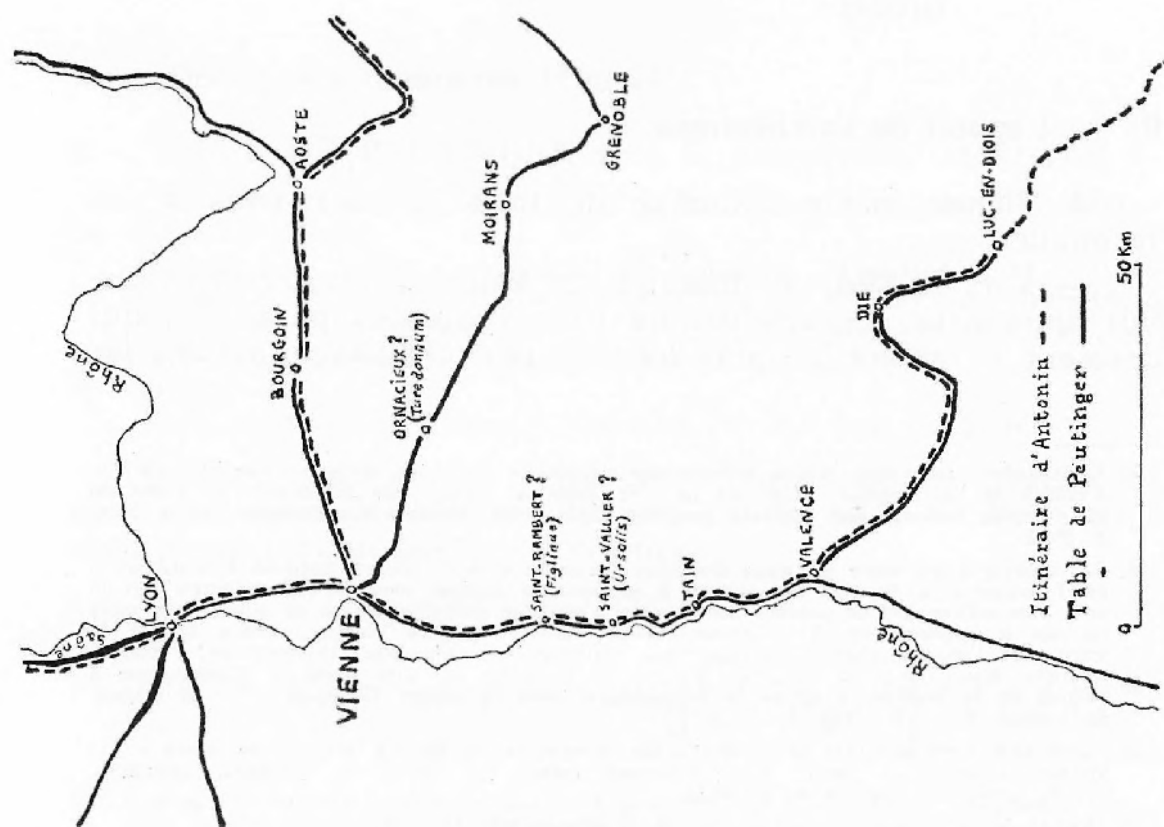 Rhône
Saône
LYON
BOURGOIN
AOSTE
VIENNE
ORNACIEUX ?
(Turedonnum)
MOIRANS
GRENOBLE
SAINT-RAMBERT ?
(Figlinae)
SAINT-VALLIER ?
(Ursolis)
TAIN
VALENCE
DIE
LUC-EN-DIOIS
Rhône
Itinéraire d'Antonin
Table de Peutinger
0
50 Km